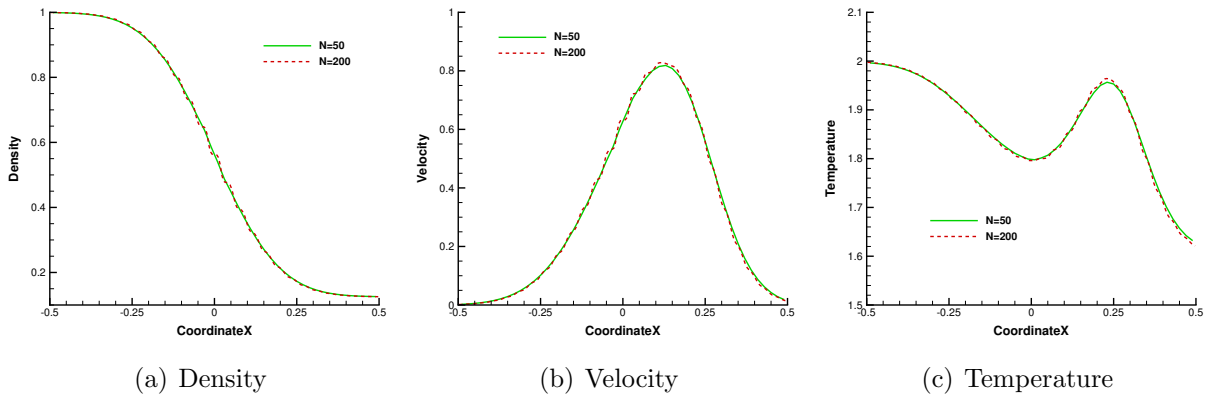 1
0.8
0.6
0.4
0.2
-0.5
-0.25
0
0.25
0.5
Density
CoordinateX
N=50
N=200
(a) Density
1
0.8
0.6
0.4
0.2
0
-0.5
-0.25
0
0.25
0.5
Velocity
CoordinateX
N=50
N=200
(b) Velocity
2.1
2
1.9
1.8
1.7
1.6
1.5
-0.5
-0.25
0
0.25
0.5
Temperature
CoordinateX
N=50
N=200
(c) Temperature